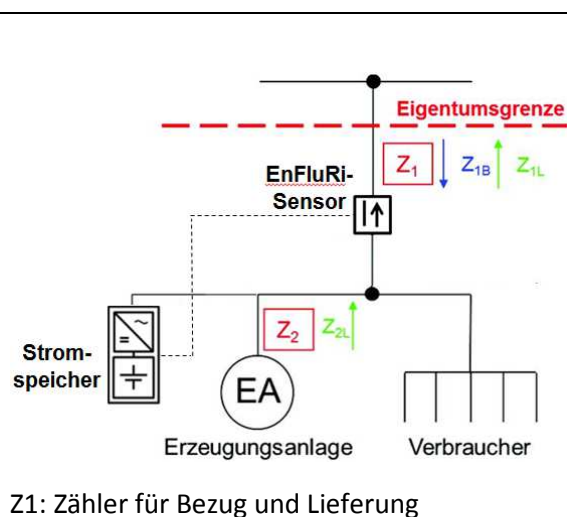 Eigentumsgrenze
Z1 Z1B Z1L
EnFluRi-
Sensor
Z2 Z2L
Strom-
speicher
EA
Erzeugungsanlage Verbraucher
Z1: Zähler für Bezug und Lieferung